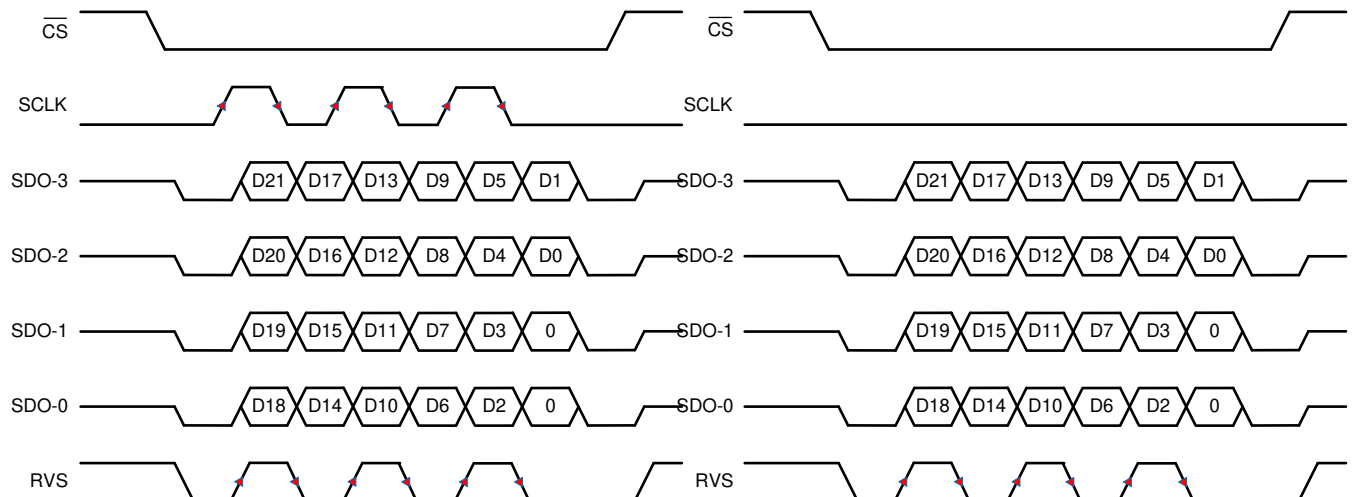 CS CS
SCLK SCLK
SDO-3 D21 D17 D13 D9 D5 D1 SDO-3 D21 D17 D13 D9 D5 D1
SDO-2 D20 D16 D12 D8 D4 D0 SDO-2 D20 D16 D12 D8 D4 D0
SDO-1 D19 D15 D11 D7 D3 0 SDO-1 D19 D15 D11 D7 D3 0
SDO-0 D18 D14 D10 D6 D2 0 SDO-0 D18 D14 D10 D6 D2 0
RVS RVS